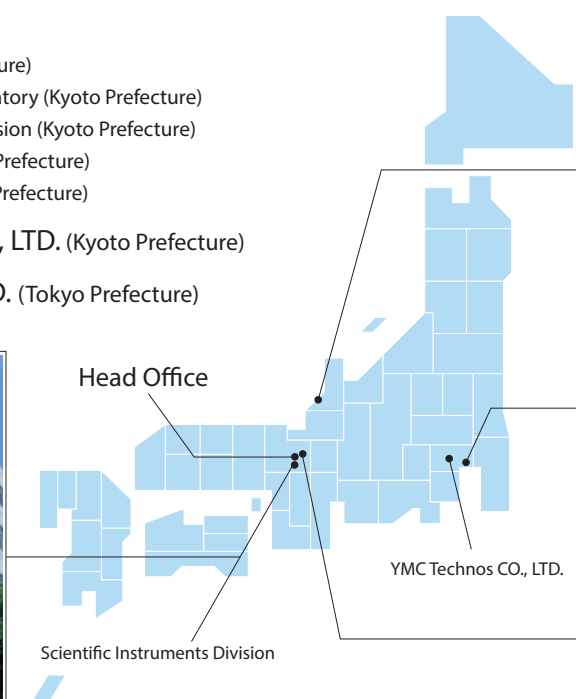 ure)
atory (Kyoto Prefecture)
sion (Kyoto Prefecture)
Prefecture)
Prefecture)
, LTD. (Kyoto Prefecture)
D. (Tokyo Prefecture)
Head Office
YMC Technos CO., LTD.
Scientific Instruments Division